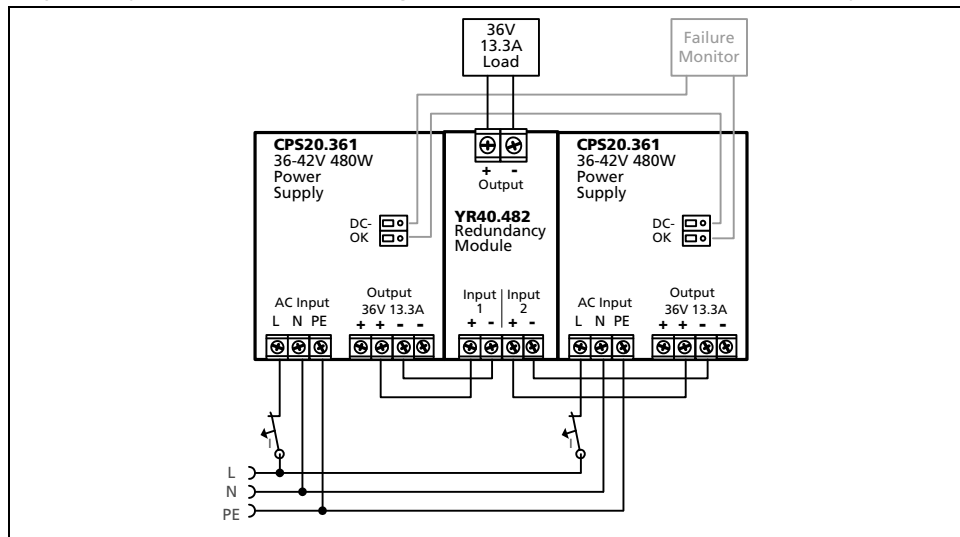 36V
13.3A
Load
Failure
Monitor
CPS20.361
36-42V 480W
Power
Supply
DC-
OK
AC Input
L N PE
Output
36V 13.3A
+ + - -
+ -
Output
YR40.482
Redundancy
Module
Input Input
1 2
+ - + -
CPS20.361
36-42V 480W
Power
Supply
DC-
OK
AC Input
L N PE
Output
36V 13.3A
+ + - -
I
I
L
N
PE